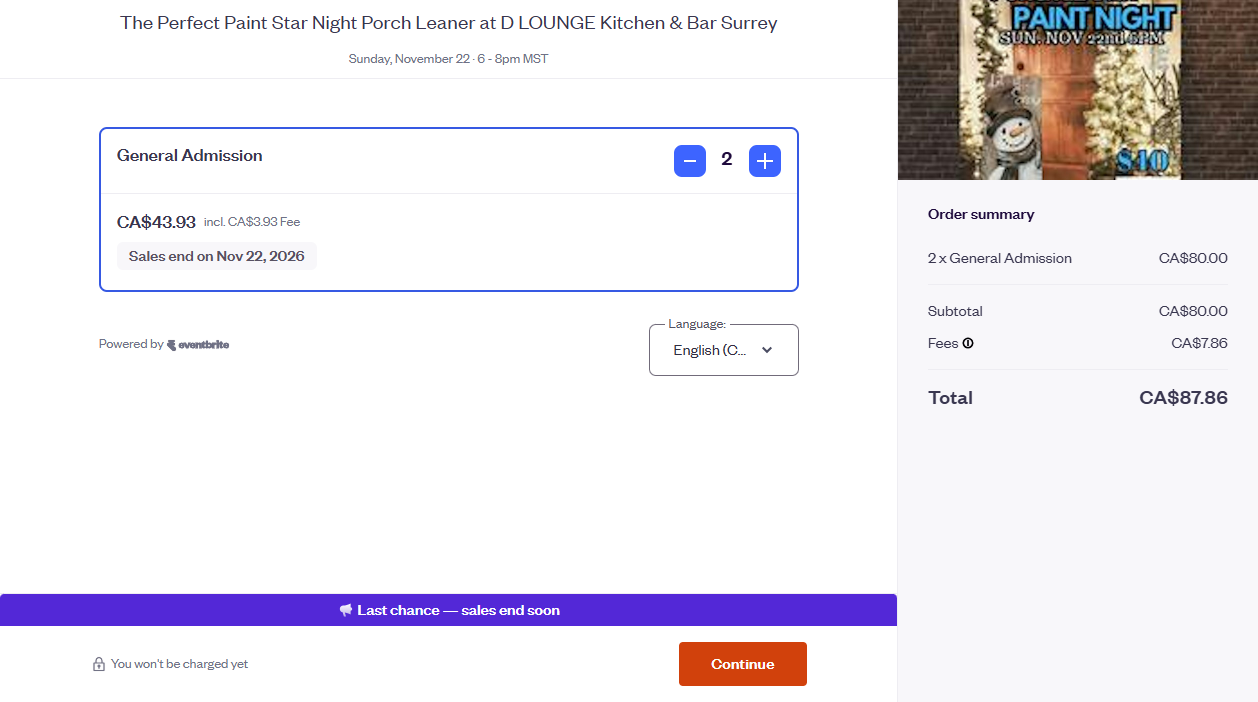 The Perfect Paint Star Night Porch Leaner at D LOUNGE Kitchen & Bar Surrey
Sunday, November 22 · 6 - 8pm MST
General Admission
2
CA$43.93 incl. CA$3.93 Fee
Sales end on Nov 22, 2026
Powered by eventbrite
Language:
English (C...
Last chance — sales end soon
You won't be charged yet
Continue
PAINT NIGHT
SUN. NOV 22nd 6PM
$40
Order summary
2 x General Admission CA$80.00
Subtotal CA$80.00
Fees CA$7.86
Total CA$87.86